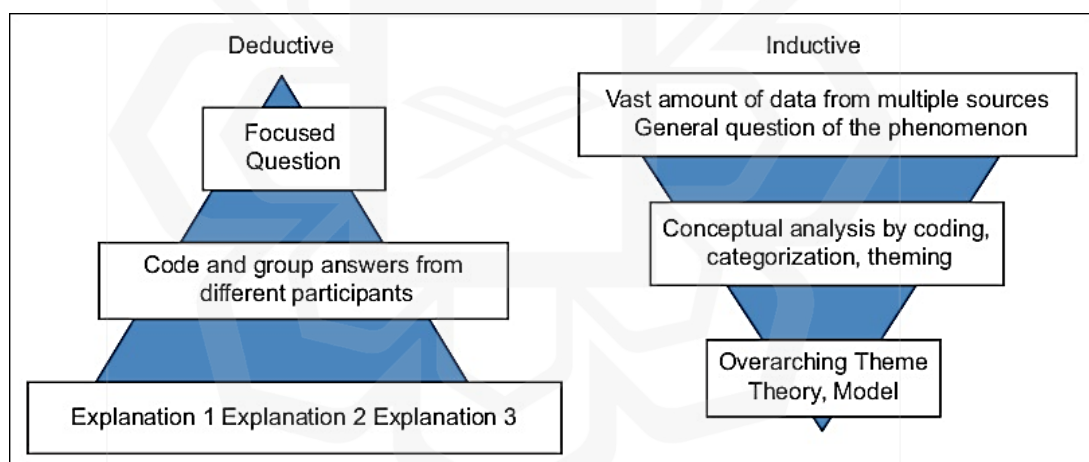 Deductive
Focused
Question
Code and group answers from
different participants
Explanation 1 Explanation 2 Explanation 3
Inductive
Vast amount of data from multiple sources
General question of the phenomenon
Conceptual analysis by coding,
categorization, theming
Overarching Theme
Theory, Model